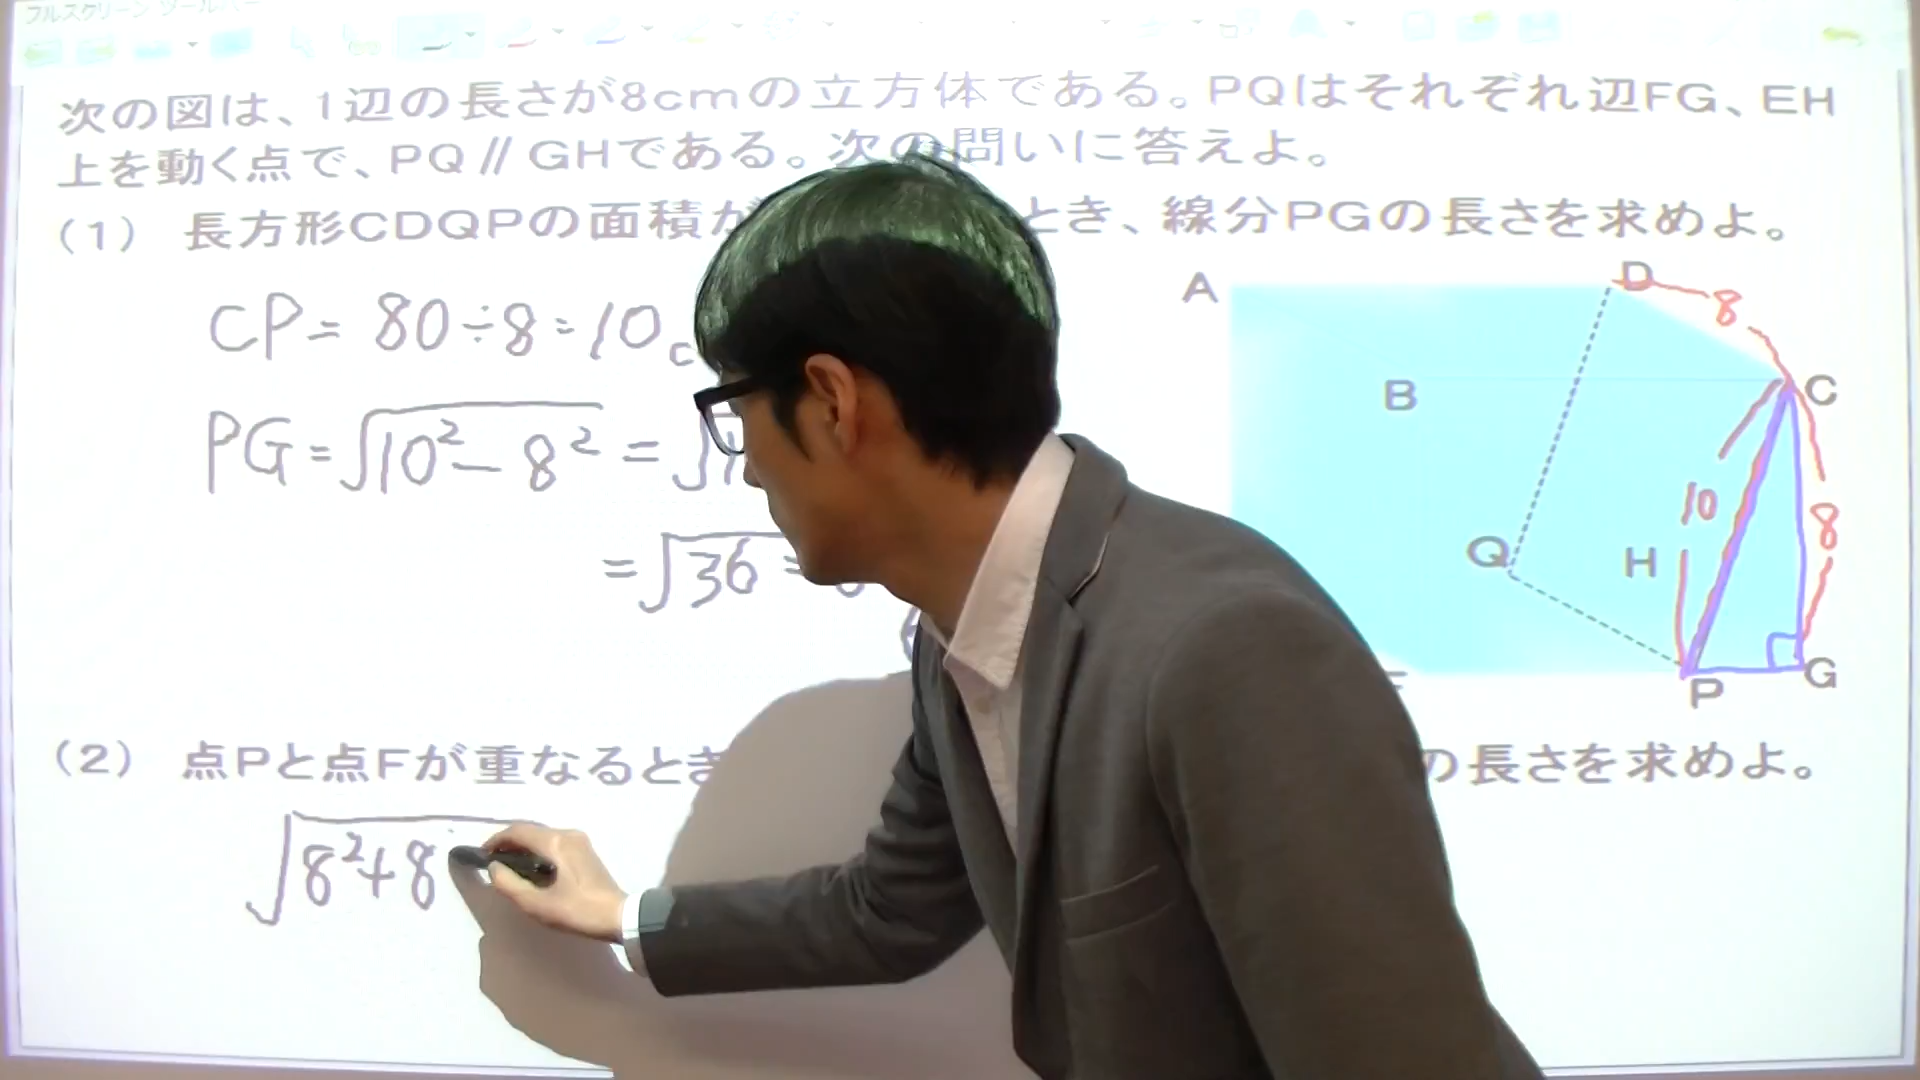 フルスクリーン ツールバー
次の図は、1辺の長さが8cmの立方体である。PQはそれぞれ辺FG、EH
上を動く点で、PQ∥GHである。次の問いに答えよ。
(1) 長方形CDQPの面積が とき、線分PGの長さを求めよ。
CP = 80÷8=10
PG=√10²-8² =
=√36 =
A
D
8
B
C
10
8
Q
H
P
G
(2) 点Pと点Fが重なるとき の長さを求めよ。
√8²+8